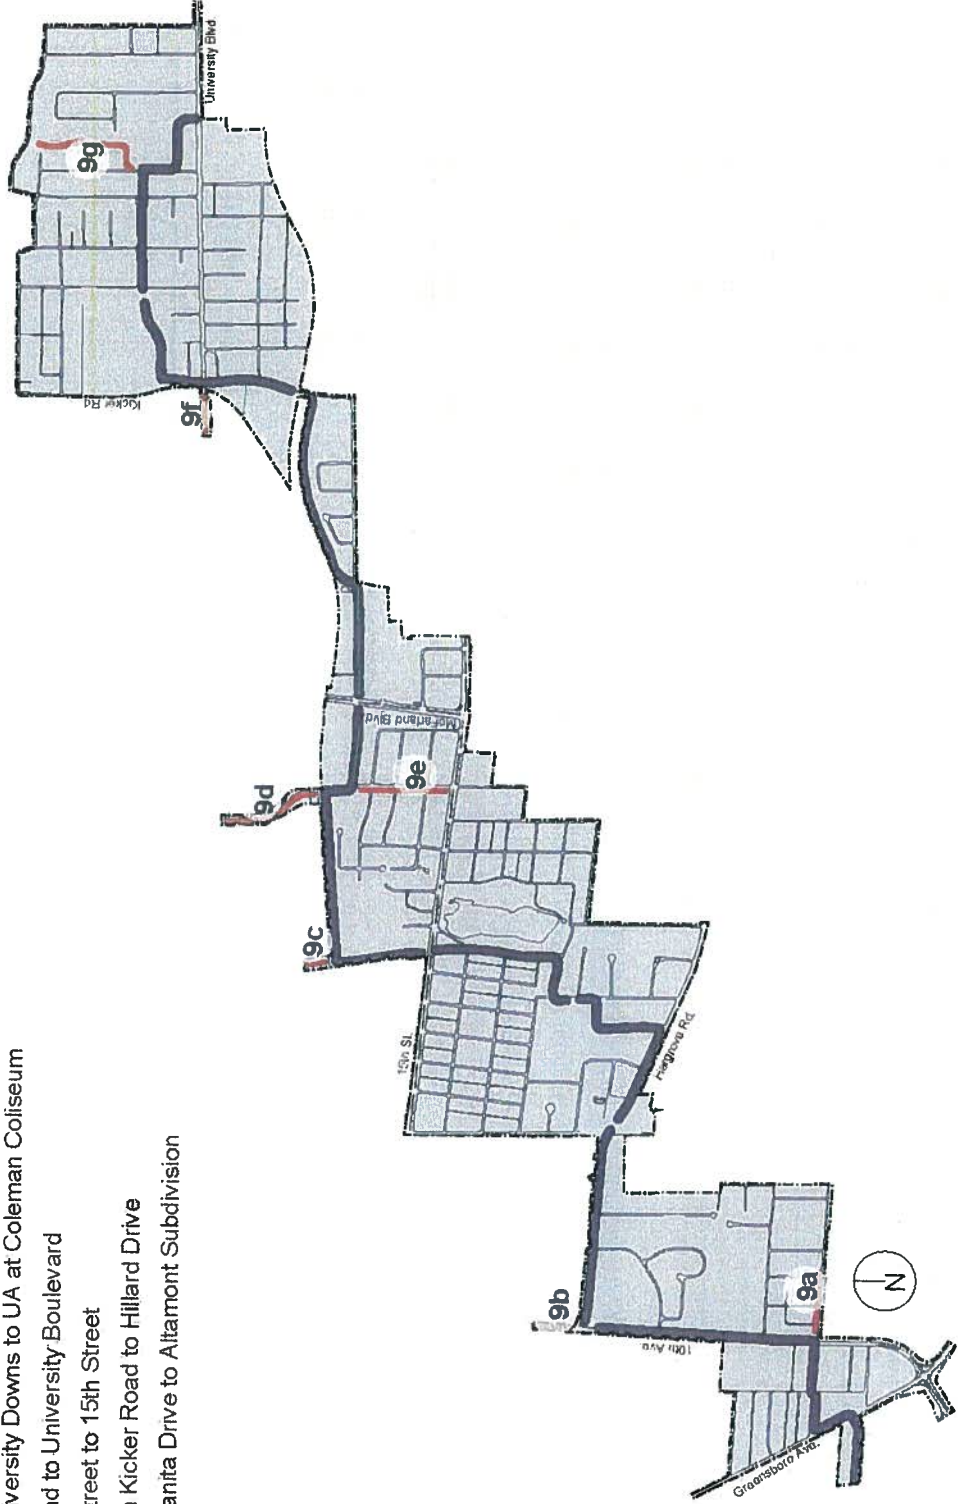 versity Downs to UA at Coleman Coliseum
nd to University Boulevard
treet to 15th Street
n Kicker Road to Hillard Drive
anita Drive to Altamont Subdivision
University Blvd.
9g
Kicker Rd
9f
McFarland Blvd
9e
9d
9c
15th St.
Hargrove Rd.
9b
10th Ave.
9a
N
Greensboro Ave.